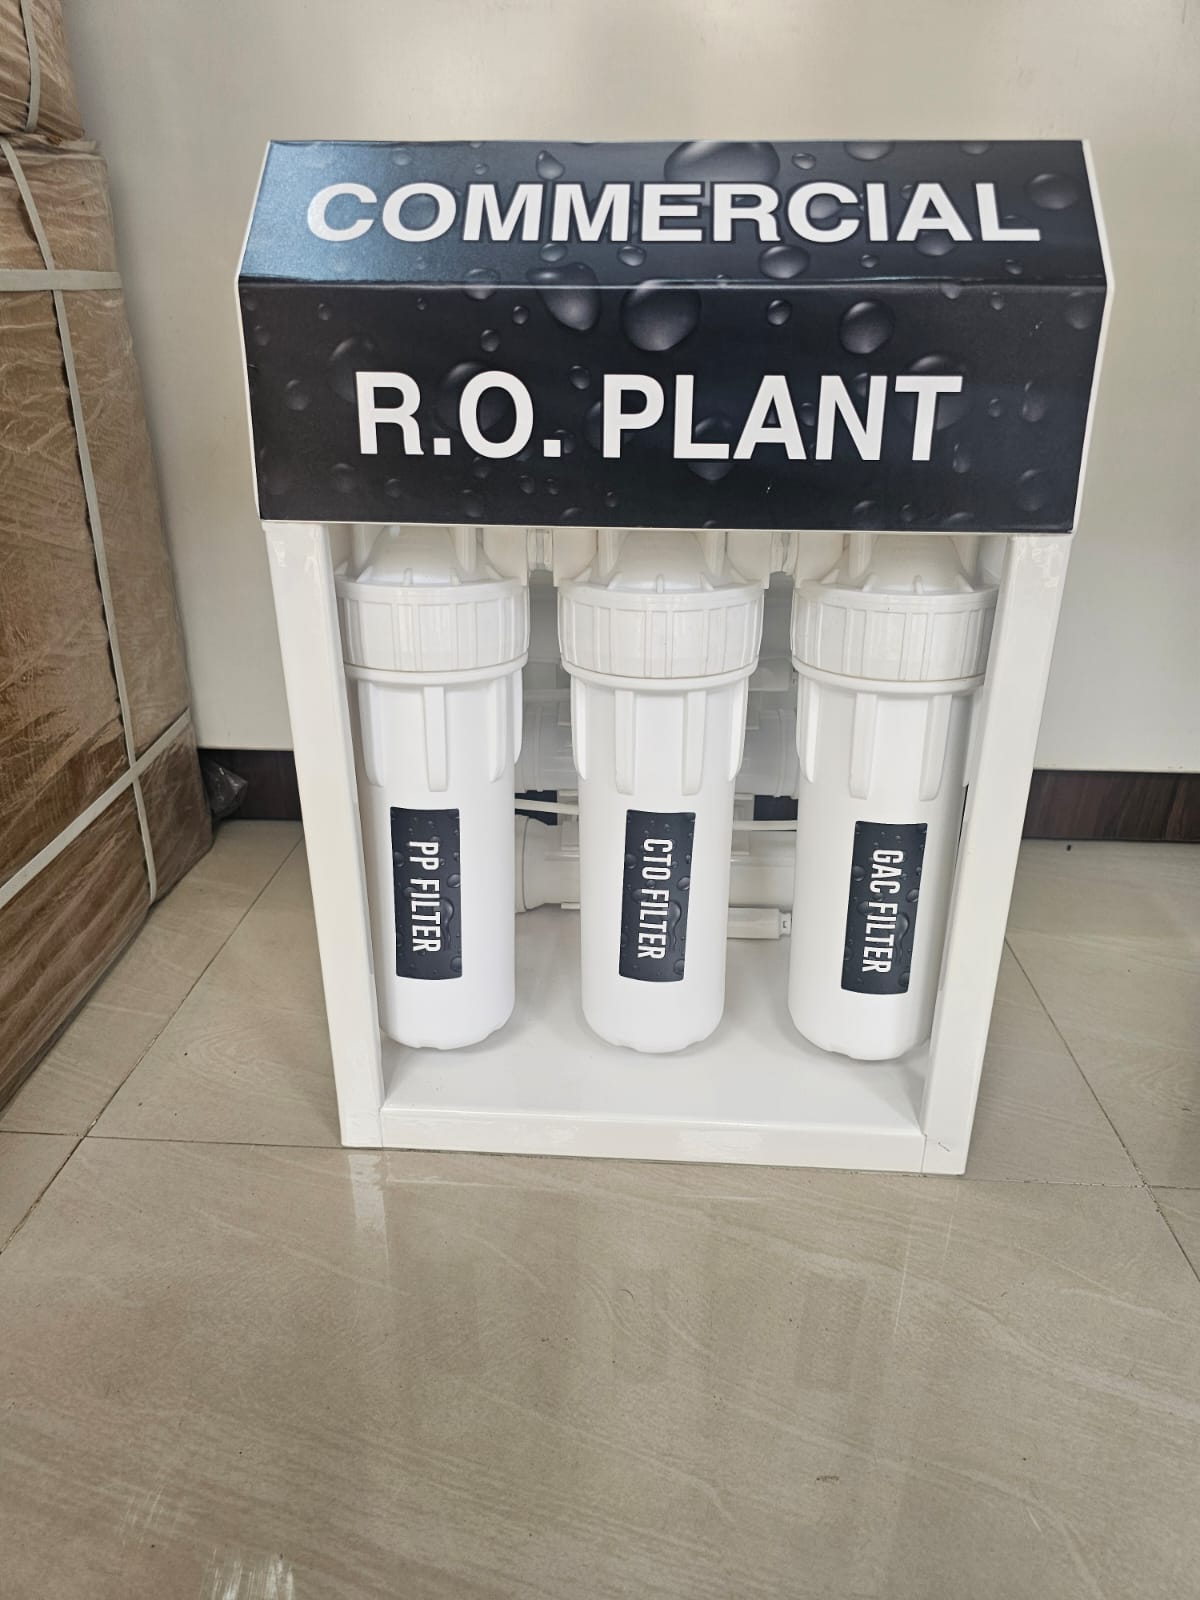 COMMERCIAL
R.O. PLANT
PP FILTER
CTO FILTER
GAC FILTER